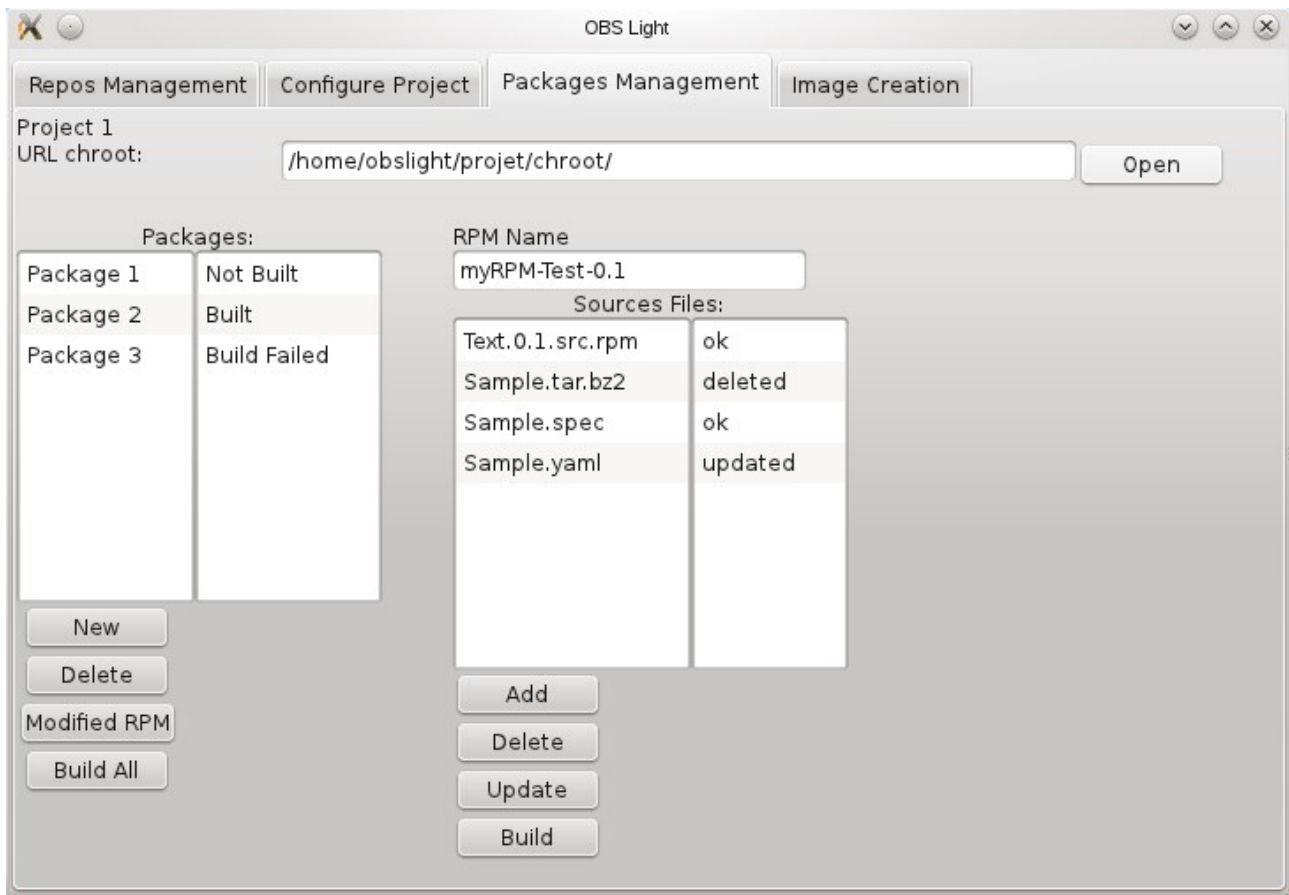 OBS Light
Repos Management Configure Project Packages Management Image Creation
Project 1
URL chroot: /home/obslight/projet/chroot/ Open
Packages:
Package 1 Not Built
Package 2 Built
Package 3 Build Failed
New
Delete
Modified RPM
Build All
RPM Name
myRPM-Test-0.1
Sources Files:
Text.0.1.src.rpm ok
Sample.tar.bz2 deleted
Sample.spec ok
Sample.yaml updated
Add
Delete
Update
Build